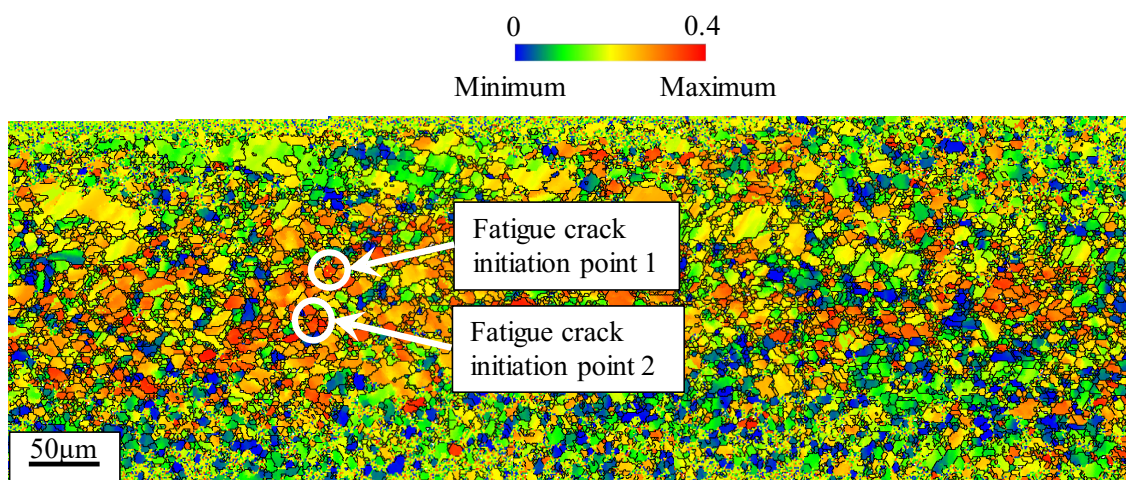 0 0.4
Minimum Maximum
Fatigue crack
initiation point 1
Fatigue crack
initiation point 2
50µm